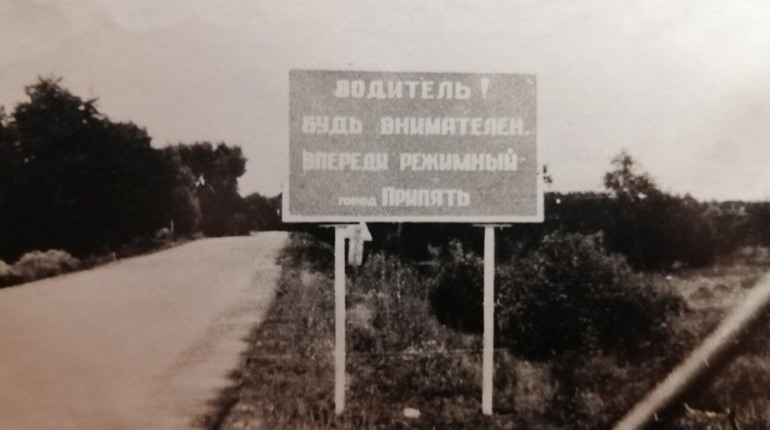 ВОДИТЕЛЬ!
БУДЬ ВНИМАТЕЛЕН.
ВПЕРЕДИ РЕЖИМНЫЙ
ГОРОД ПРИПЯТЬ